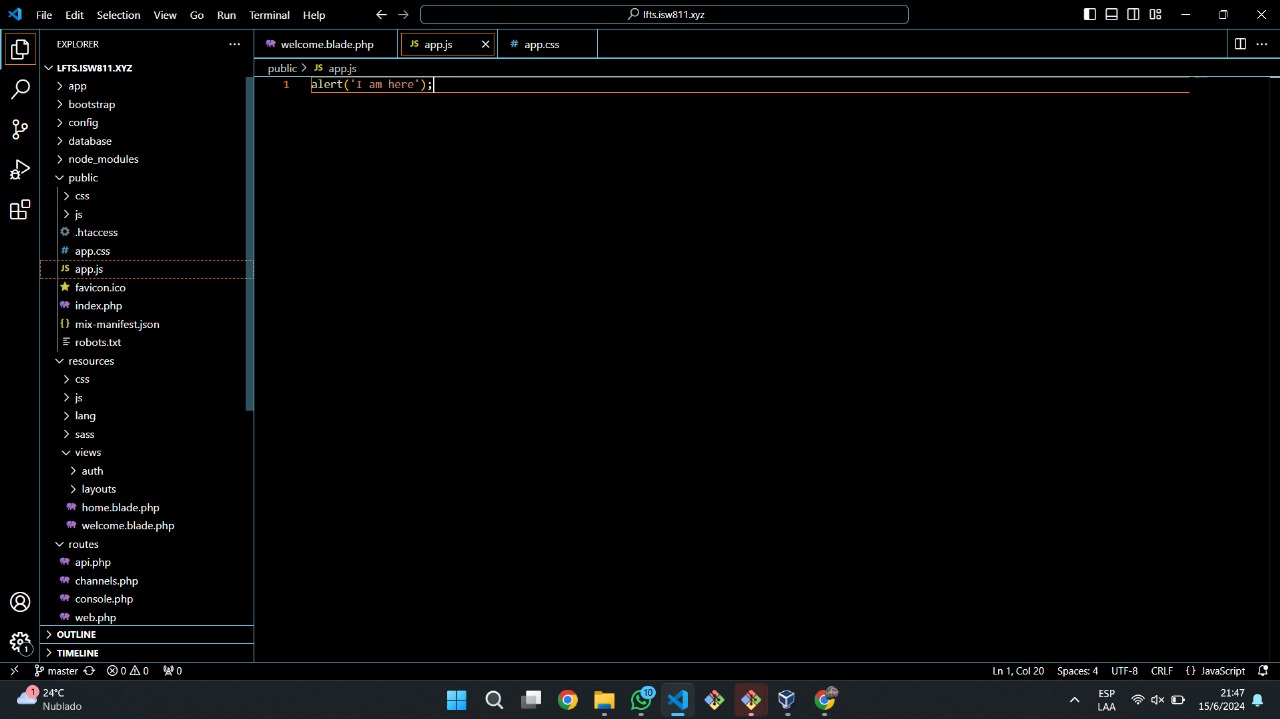 File Edit Selection View Go Run Terminal Help lfts.isw811.xyz
EXPLORER
LFTS.ISW811.XYZ
app
bootstrap
config
database
node_modules
public
css
js
.htaccess
app.css
app.js
favicon.ico
index.php
mix-manifest.json
robots.txt
resources
css
js
lang
sass
views
auth
layouts
home.blade.php
welcome.blade.php
routes
api.php
channels.php
console.php
web.php
OUTLINE
TIMELINE
welcome.blade.php JS app.js # app.css
public > JS app.js
1 alert('I am here');
master 0 0 0 Ln 1, Col 20 Spaces: 4 UTF-8 CRLF {} JavaScript
1 24°C
Nublado
10
ESP
LAA
21:47
15/6/2024